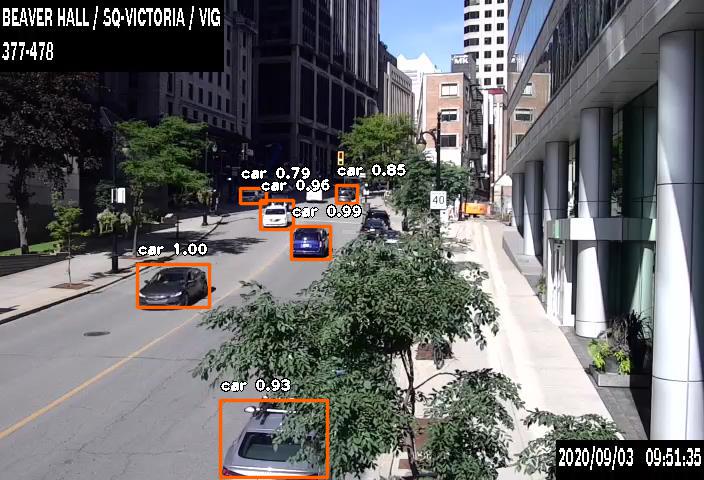 BEAVER HALL / SQ-VICTORIA / VIG
377-478
car 0.79
car 0.85
car 0.96
car 0.99
car 1.00
40
car 0.93
2020/09/03 09:51:35